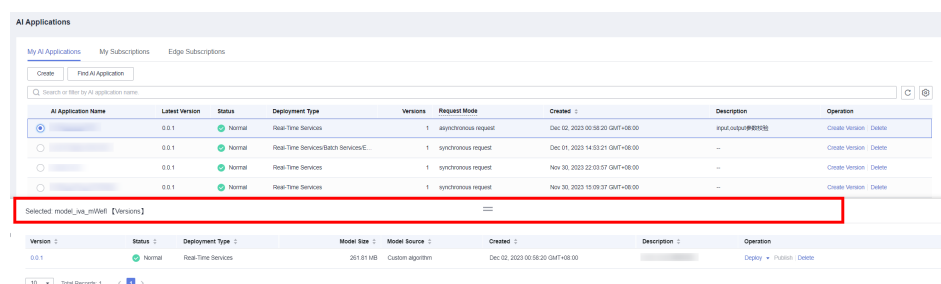 AI Applications
My AI Applications My Subscriptions Edge Subscriptions
Create Find AI Application
Search or filter by AI application name.
AI Application Name Latest Version Status Deployment Type Versions Request Mode Created Description Operation
0.0.1 Normal Real-Time Services 1 asynchronous request Dec 02, 2023 00:58:20 GMT+08:00 input,output参数校验 Create Version Delete
0.0.1 Normal Real-Time Services/Batch Services/E... 1 synchronous request Dec 01, 2023 14:53:21 GMT+08:00 -- Create Version Delete
0.0.1 Normal Real-Time Services 1 synchronous request Nov 30, 2023 22:03:57 GMT+08:00 -- Create Version Delete
0.0.1 Normal Real-Time Services 1 synchronous request Nov 30, 2023 15:09:37 GMT+08:00 -- Create Version Delete
Selected: model_iva_mWefI 【Versions】
Version Status Deployment Type Model Size Model Source Created Description Operation
0.0.1 Normal Real-Time Services 261.81 MB Custom algorithm Dec 02, 2023 00:58:20 GMT+08:00 Deploy Publish Delete
10 Total Records: 1 < 1 >